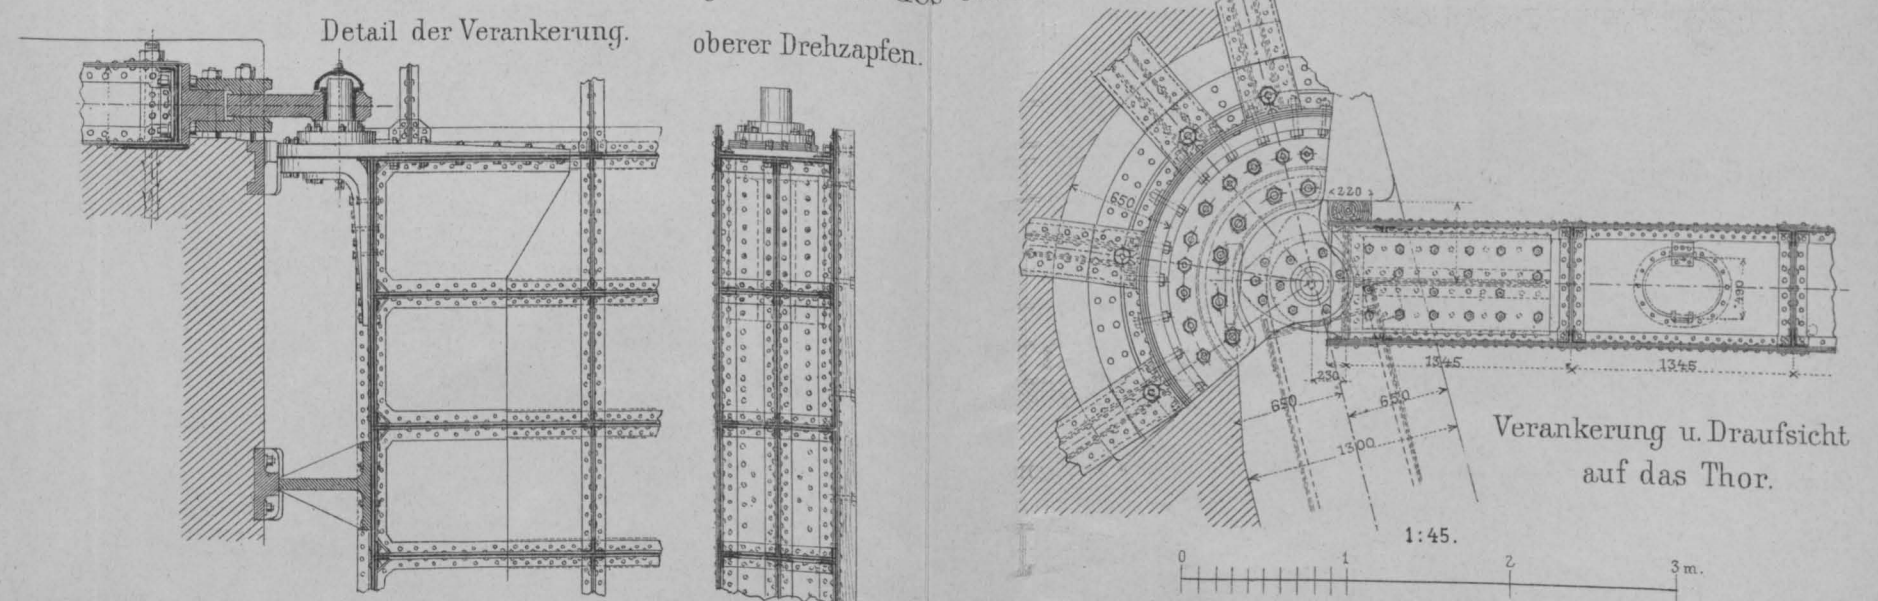 Detail der Verankerung.
oberer Drehzapfen.
650
220
430
1345
1345
230
650
650
1300
Verankerung u. Draufsicht
auf das Thor.
1:45.
0 1 2 3 m.